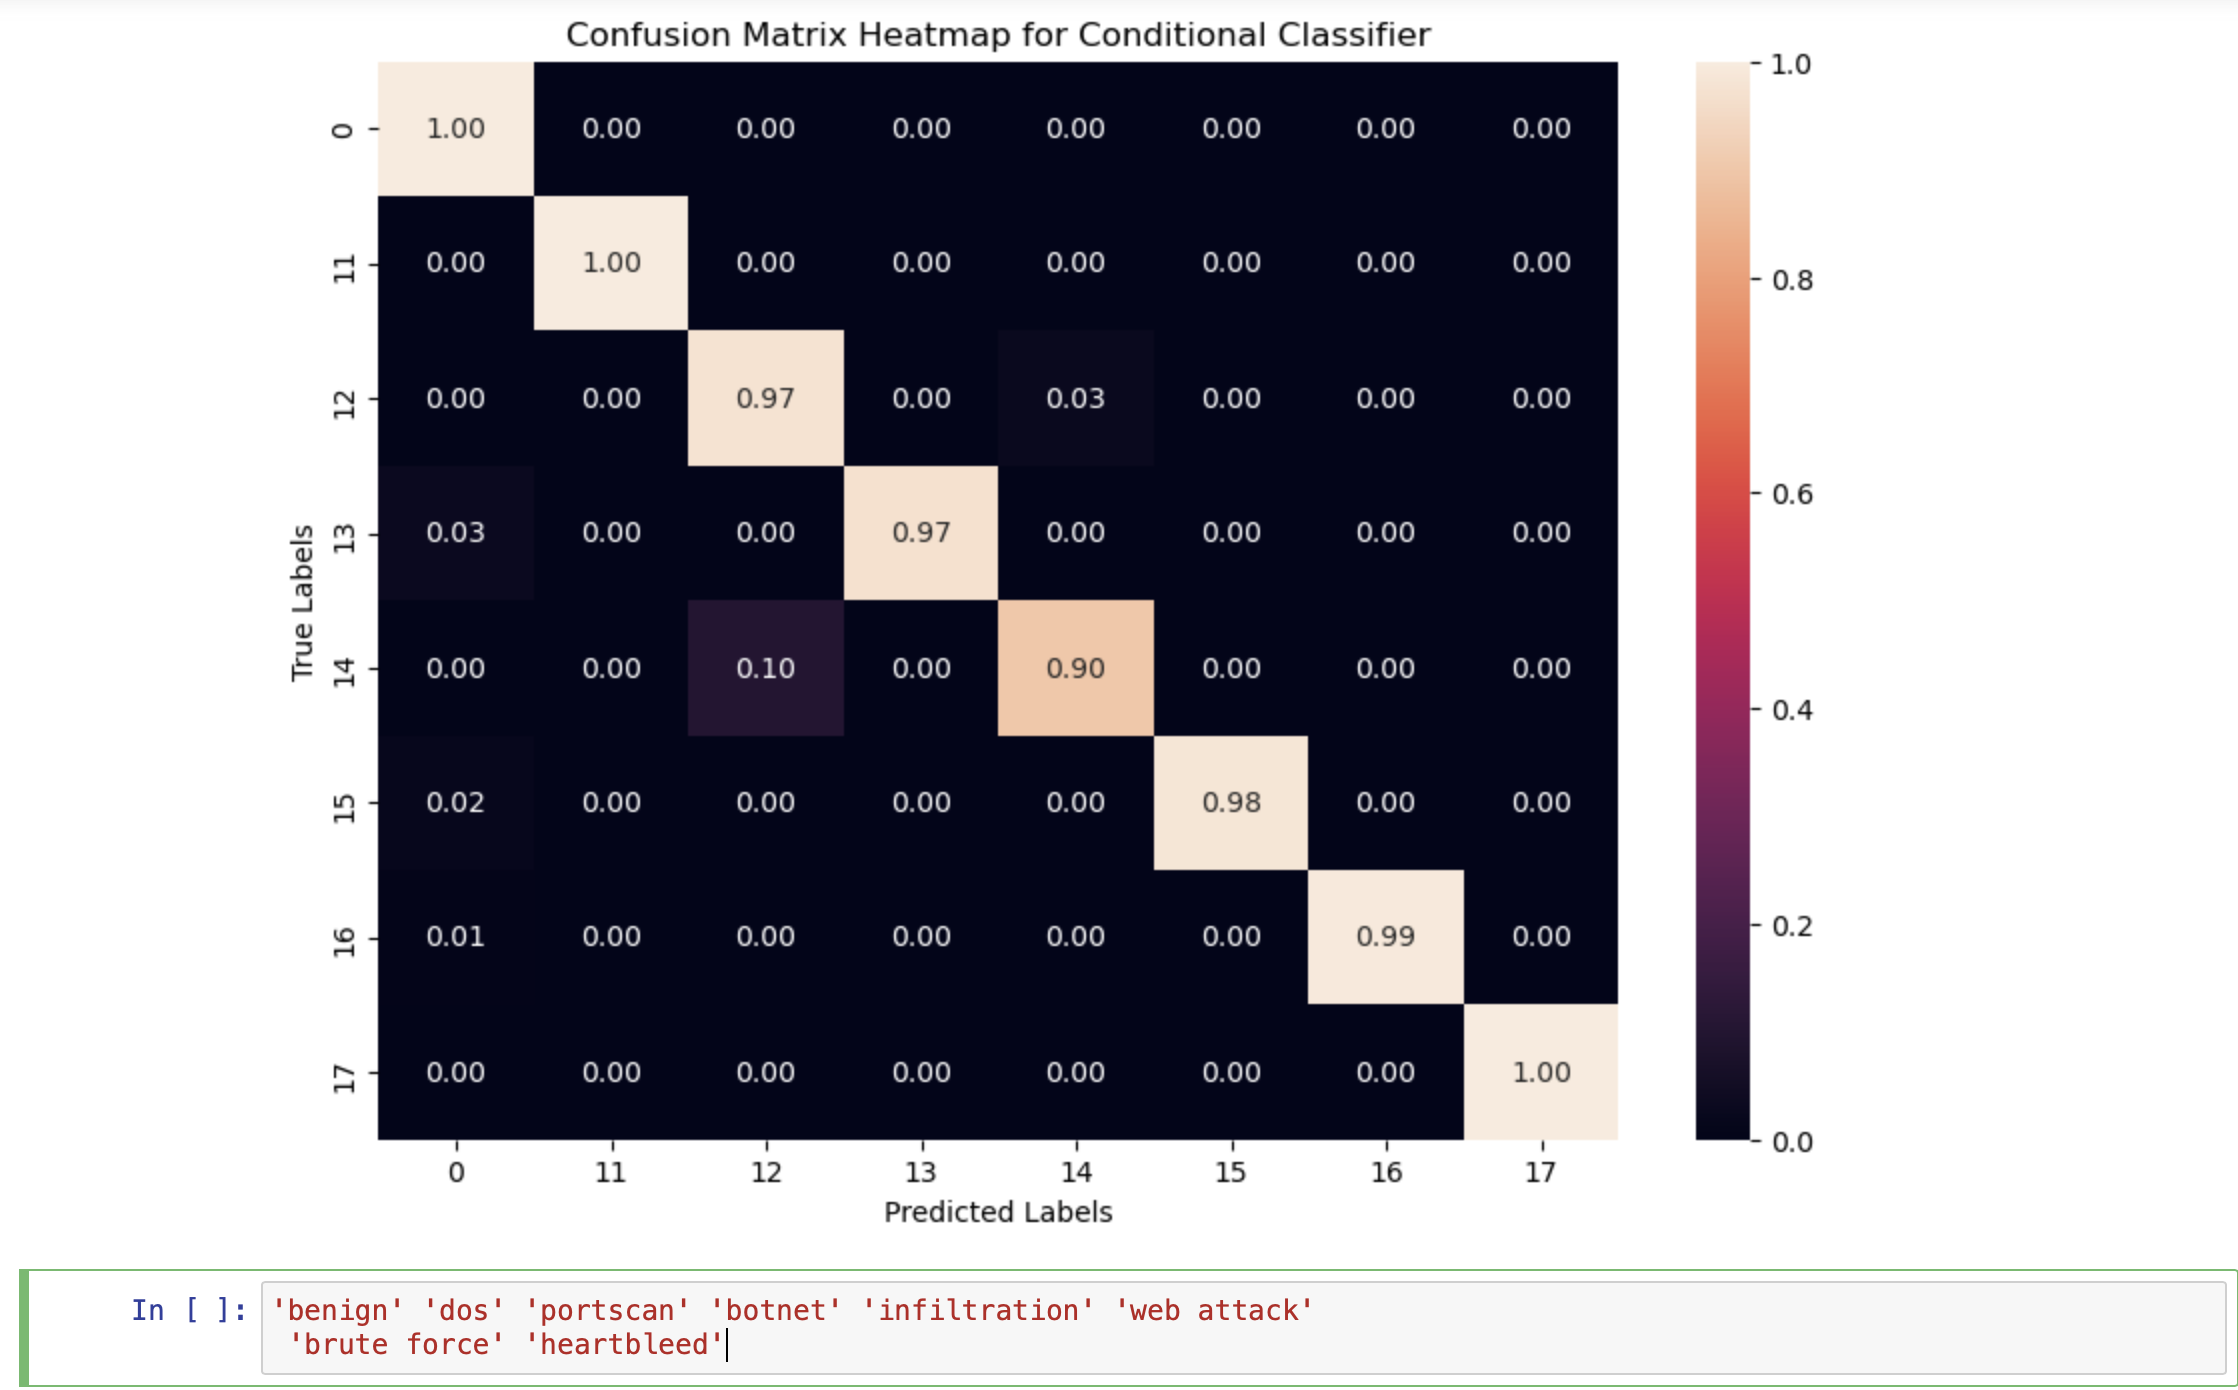 Confusion Matrix Heatmap for Conditional Classifier
1.0
0 1.00 0.00 0.00 0.00 0.00 0.00 0.00 0.00
11 0.00 1.00 0.00 0.00 0.00 0.00 0.00 0.00
0.8
12 0.00 0.00 0.97 0.00 0.03 0.00 0.00 0.00
0.6
True Labels
13 0.03 0.00 0.00 0.97 0.00 0.00 0.00 0.00
14 0.00 0.00 0.10 0.00 0.90 0.00 0.00 0.00
0.4
15 0.02 0.00 0.00 0.00 0.00 0.98 0.00 0.00
0.2
16 0.01 0.00 0.00 0.00 0.00 0.00 0.99 0.00
17 0.00 0.00 0.00 0.00 0.00 0.00 0.00 1.00
0.0
0 11 12 13 14 15 16 17
Predicted Labels
In [ ]: 'benign' 'dos' 'portscan' 'botnet' 'infiltration' 'web attack'
'brute force' 'heartbleed'